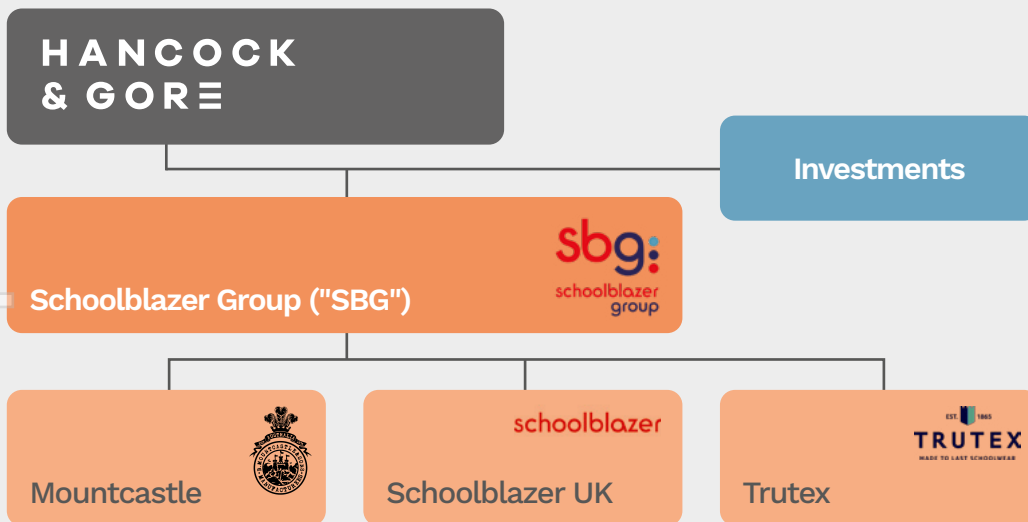 HANCOCK
& GORE
Investments
sbg:
schoolblazer
group
Schoolblazer Group ("SBG")
Mountcastle
schoolblazer
Schoolblazer UK
EST. 1865
TRUTEX
MADE TO LAST SCHOOLWEAR
Trutex